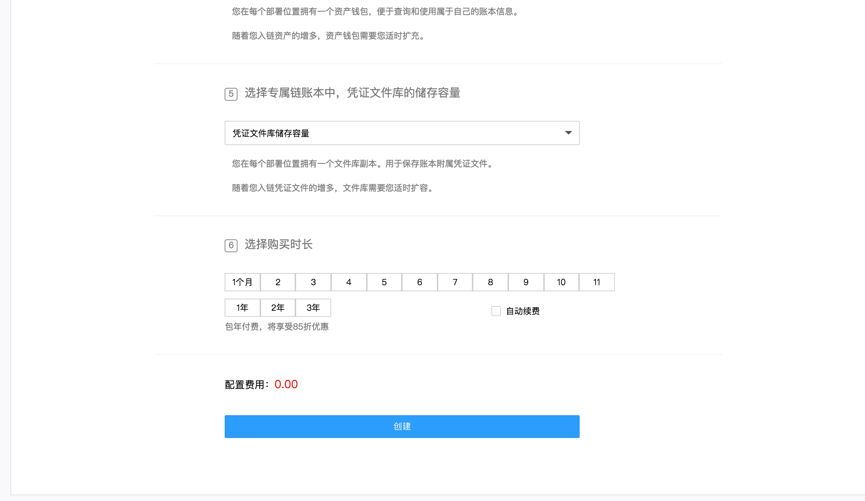 您在每个部署位置拥有一个资产钱包，便于查询和使用属于自己的账本信息。
随着您入链资产的增多，资产钱包需要您适时扩充。
5 选择专属链账本中，凭证文件库的储存容量
凭证文件库储存容量
您在每个部署位置拥有一个文件库副本。用于保存账本附属凭证文件。
随着您入链凭证文件的增多，文件库需要您适时扩容。
6 选择购买时长
1个月 2 3 4 5 6 7 8 9 10 11
1年 2年 3年 自动续费
包年付费，将享受85折优惠
配置费用：0.00
创建